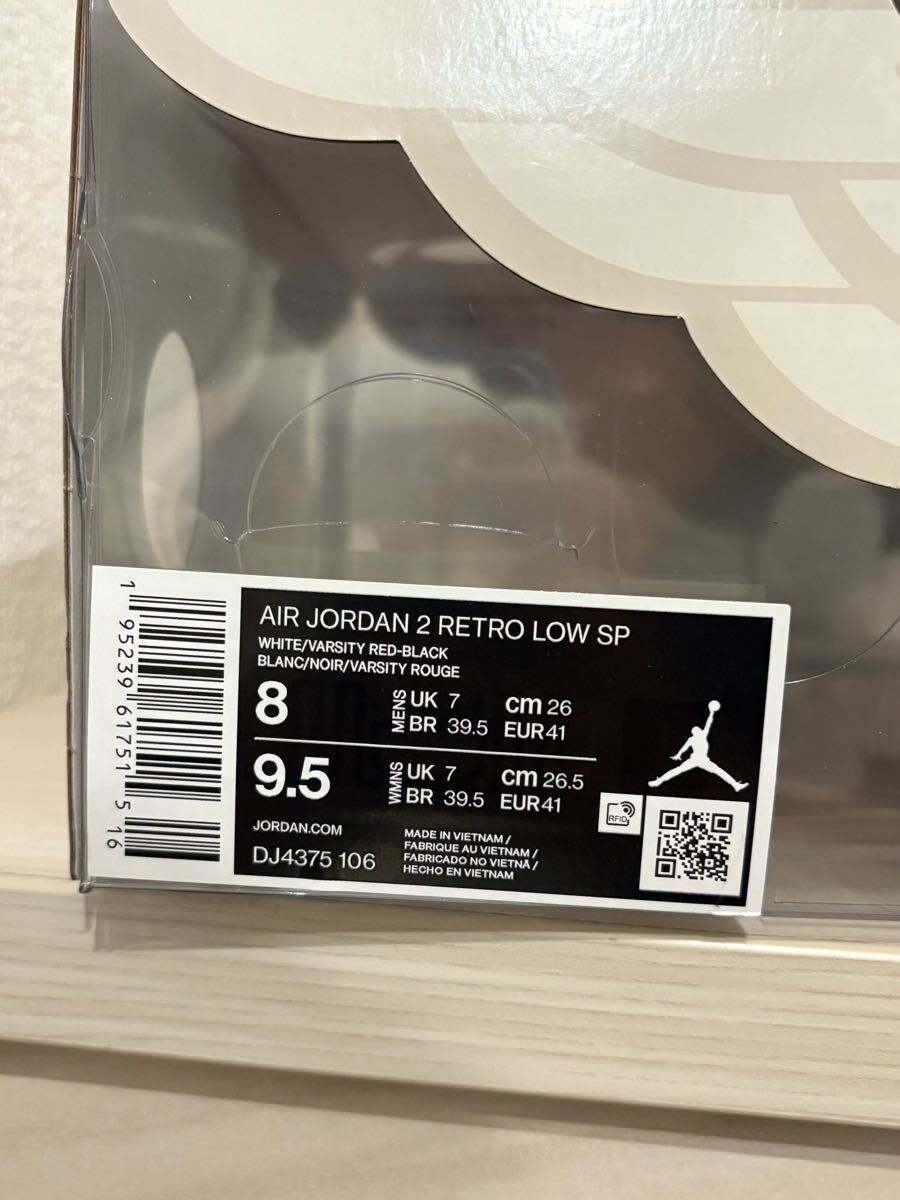 AIR JORDAN 2 RETRO LOW SP
WHITE/VARSITY RED-BLACK
BLANC/NOIR/VARSITY ROUGE
8 MENS UK 7 cm 26
BR 39.5 EUR 41
9.5 WMNS UK 7 cm 26.5
BR 39.5 EUR 41
JORDAN.COM
DJ4375 106
MADE IN VIETNAM /
FABRIQUE AU VIETNAM /
FABRICADO NO VIETNÃ /
HECHO EN VIETNAM
RFID
1 95239 61751 5 16